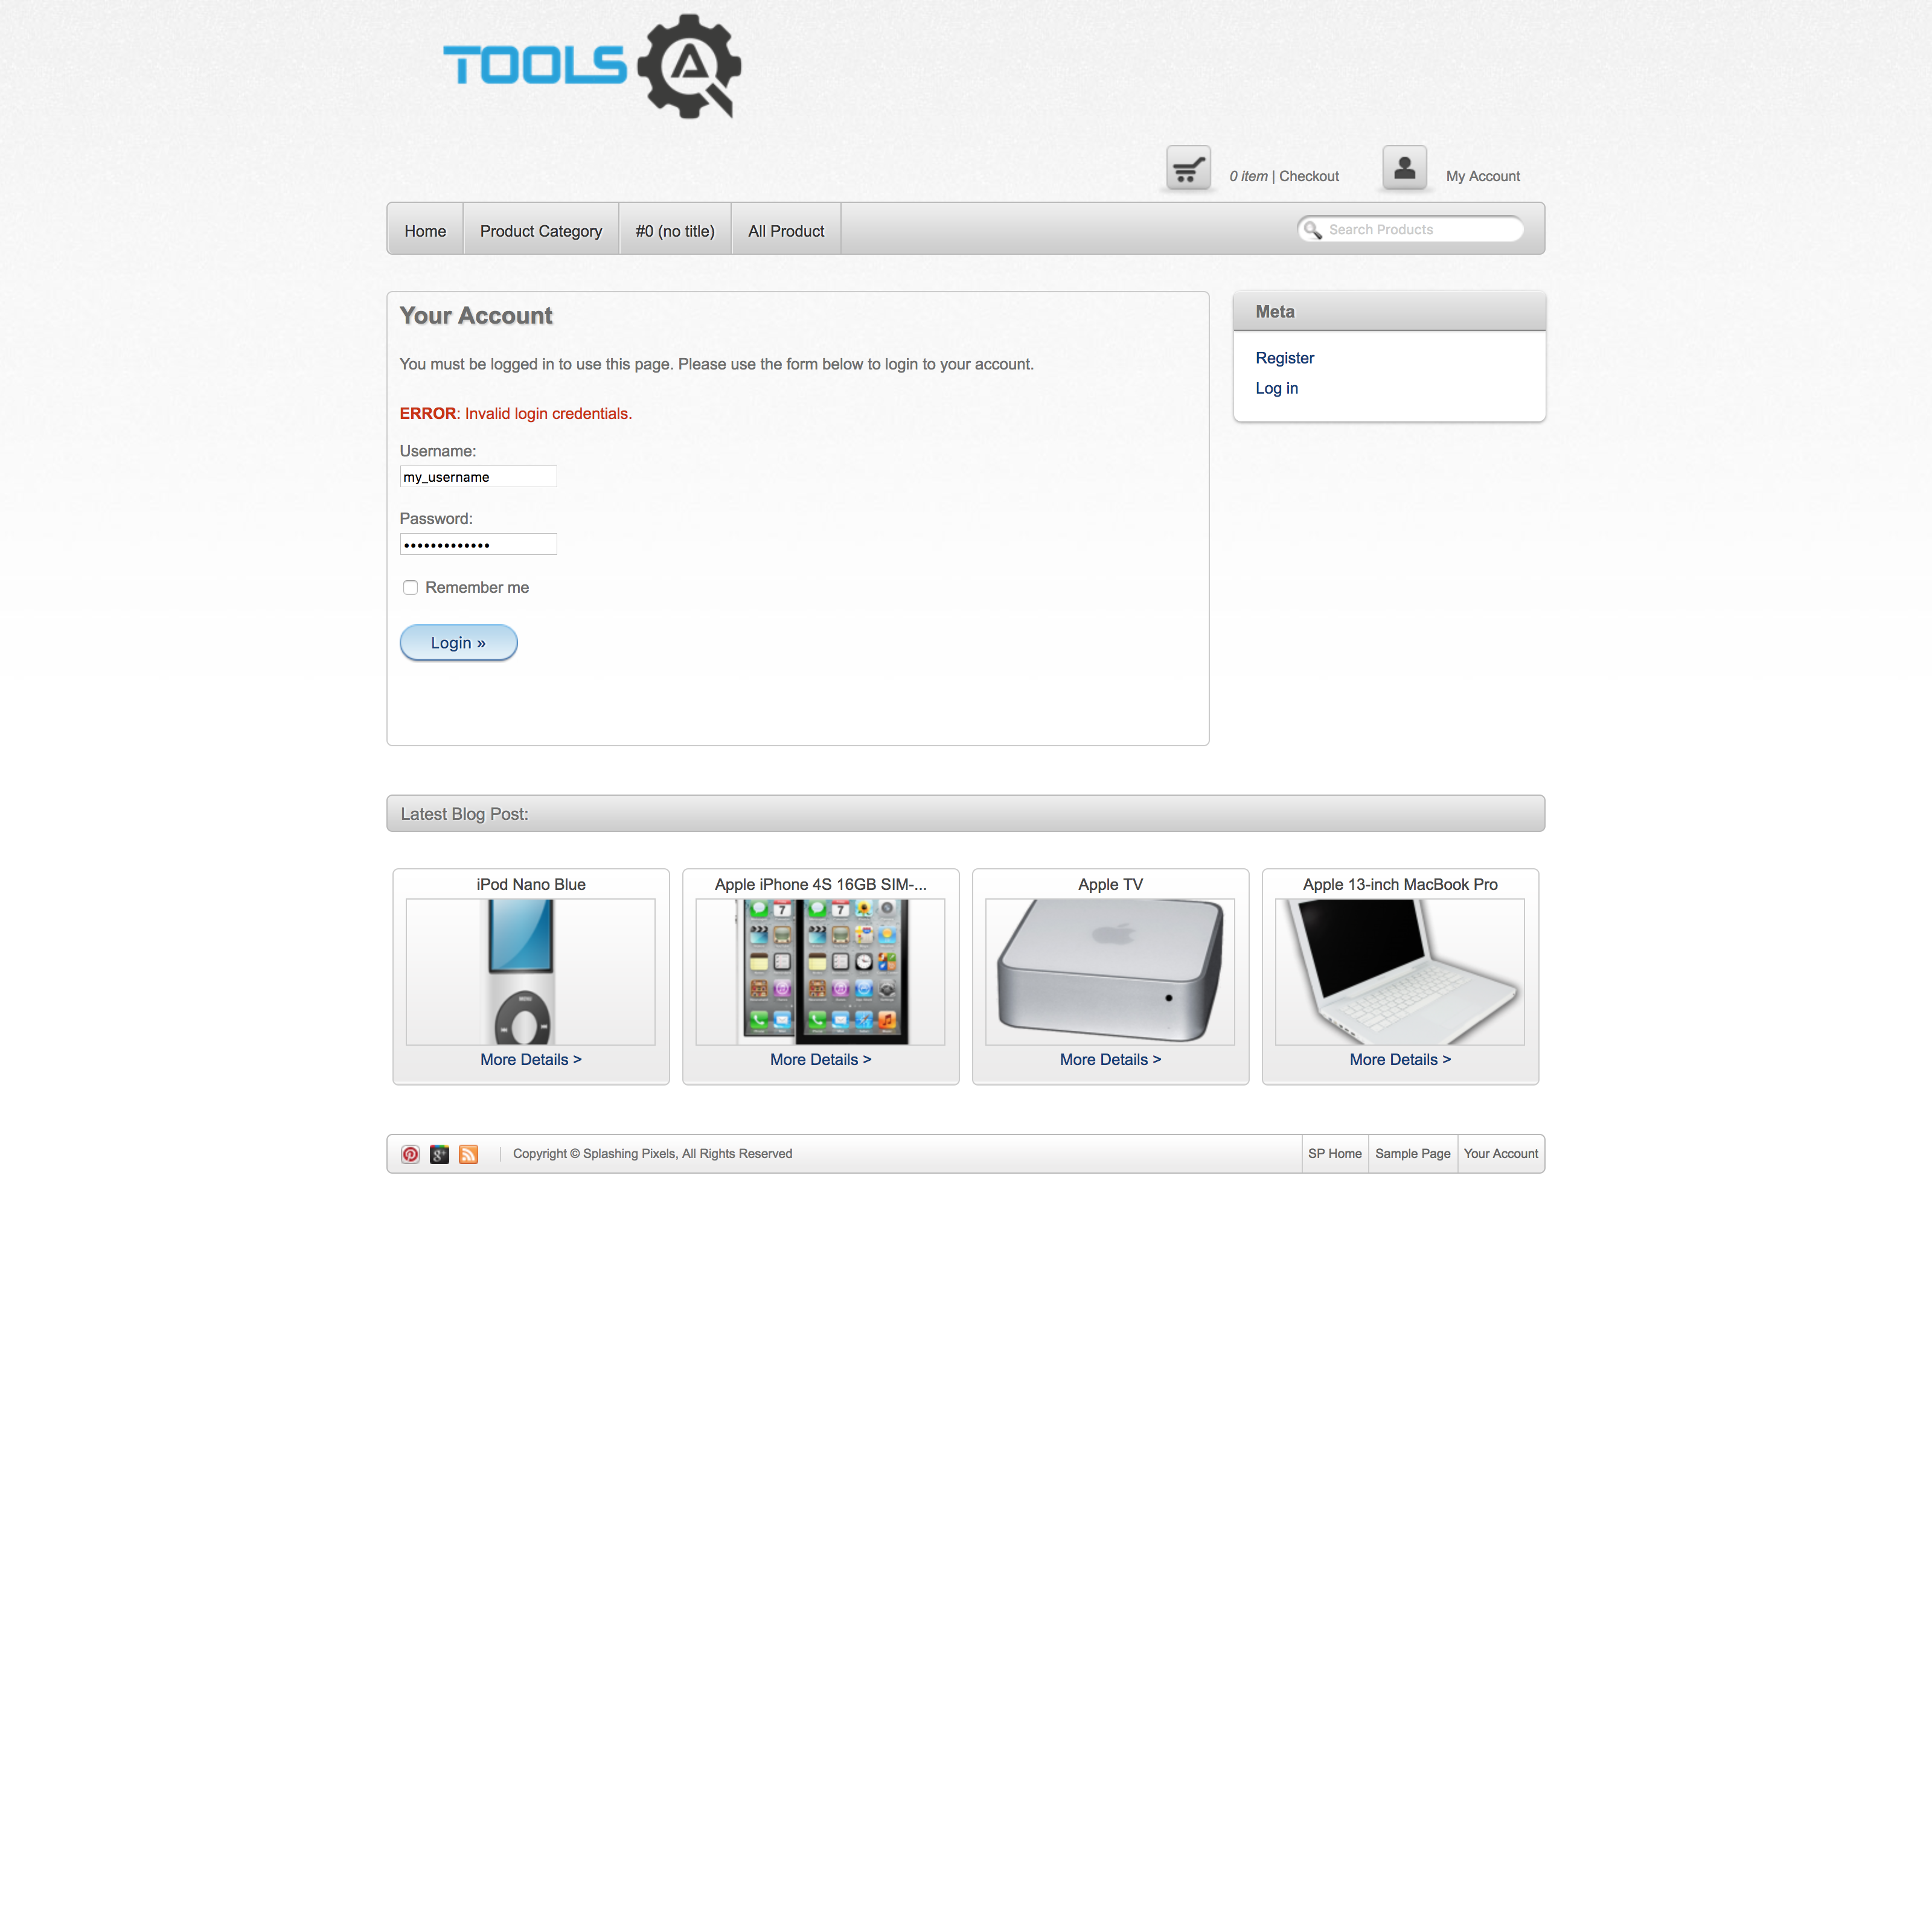 TOOLS QA
0 item | Checkout
My Account
Home
Product Category
#0 (no title)
All Product
Search Products
Your Account
You must be logged in to use this page. Please use the form below to login to your account.
ERROR: Invalid login credentials.
Username:
my_username
Password:
•••••••••••••
Remember me
Login »
Meta
Register
Log in
Latest Blog Post:
iPod Nano Blue
MENU
More Details >
Apple iPhone 4S 16GB SIM-...
7
7
More Details >
Apple TV
More Details >
Apple 13-inch MacBook Pro
More Details >
g+
Copyright © Splashing Pixels, All Rights Reserved
SP Home
Sample Page
Your Account